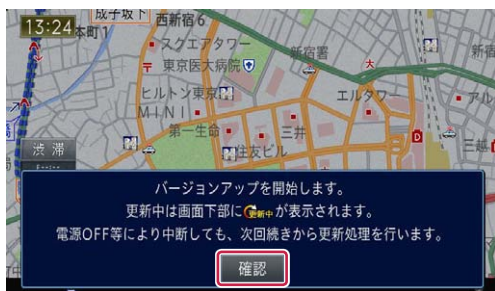 13:24
成子坂下
西新宿6
本町1
スクエアタワー
新宿署
東京医大病院
大
ヒルトン東京
エルタワー
アル
MINI
第一生命
三井
D
三越
渋滞
住友ビル
バージョンアップを開始します。
更新中は画面下部に更新中が表示されます。
電源OFF等により中断しても、次回続きから更新処理を行います。
確認